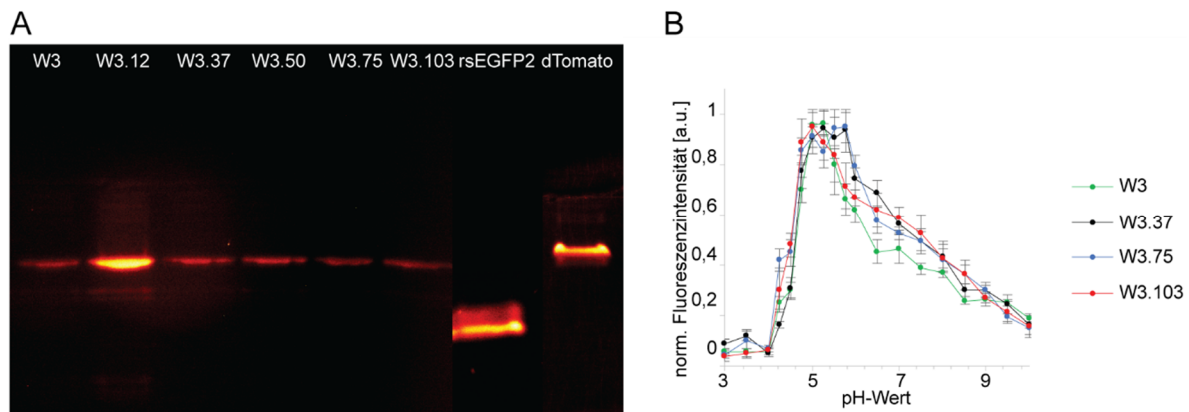 A
W3 W3.12 W3.37 W3.50 W3.75 W3.103 rsEGFP2 dTomato
B
norm. Fluoreszenzintensität [a.u.]
1
0,8
0,6
0,4
0,2
0
3 5 7 9
pH-Wert
W3
W3.37
W3.75
W3.103